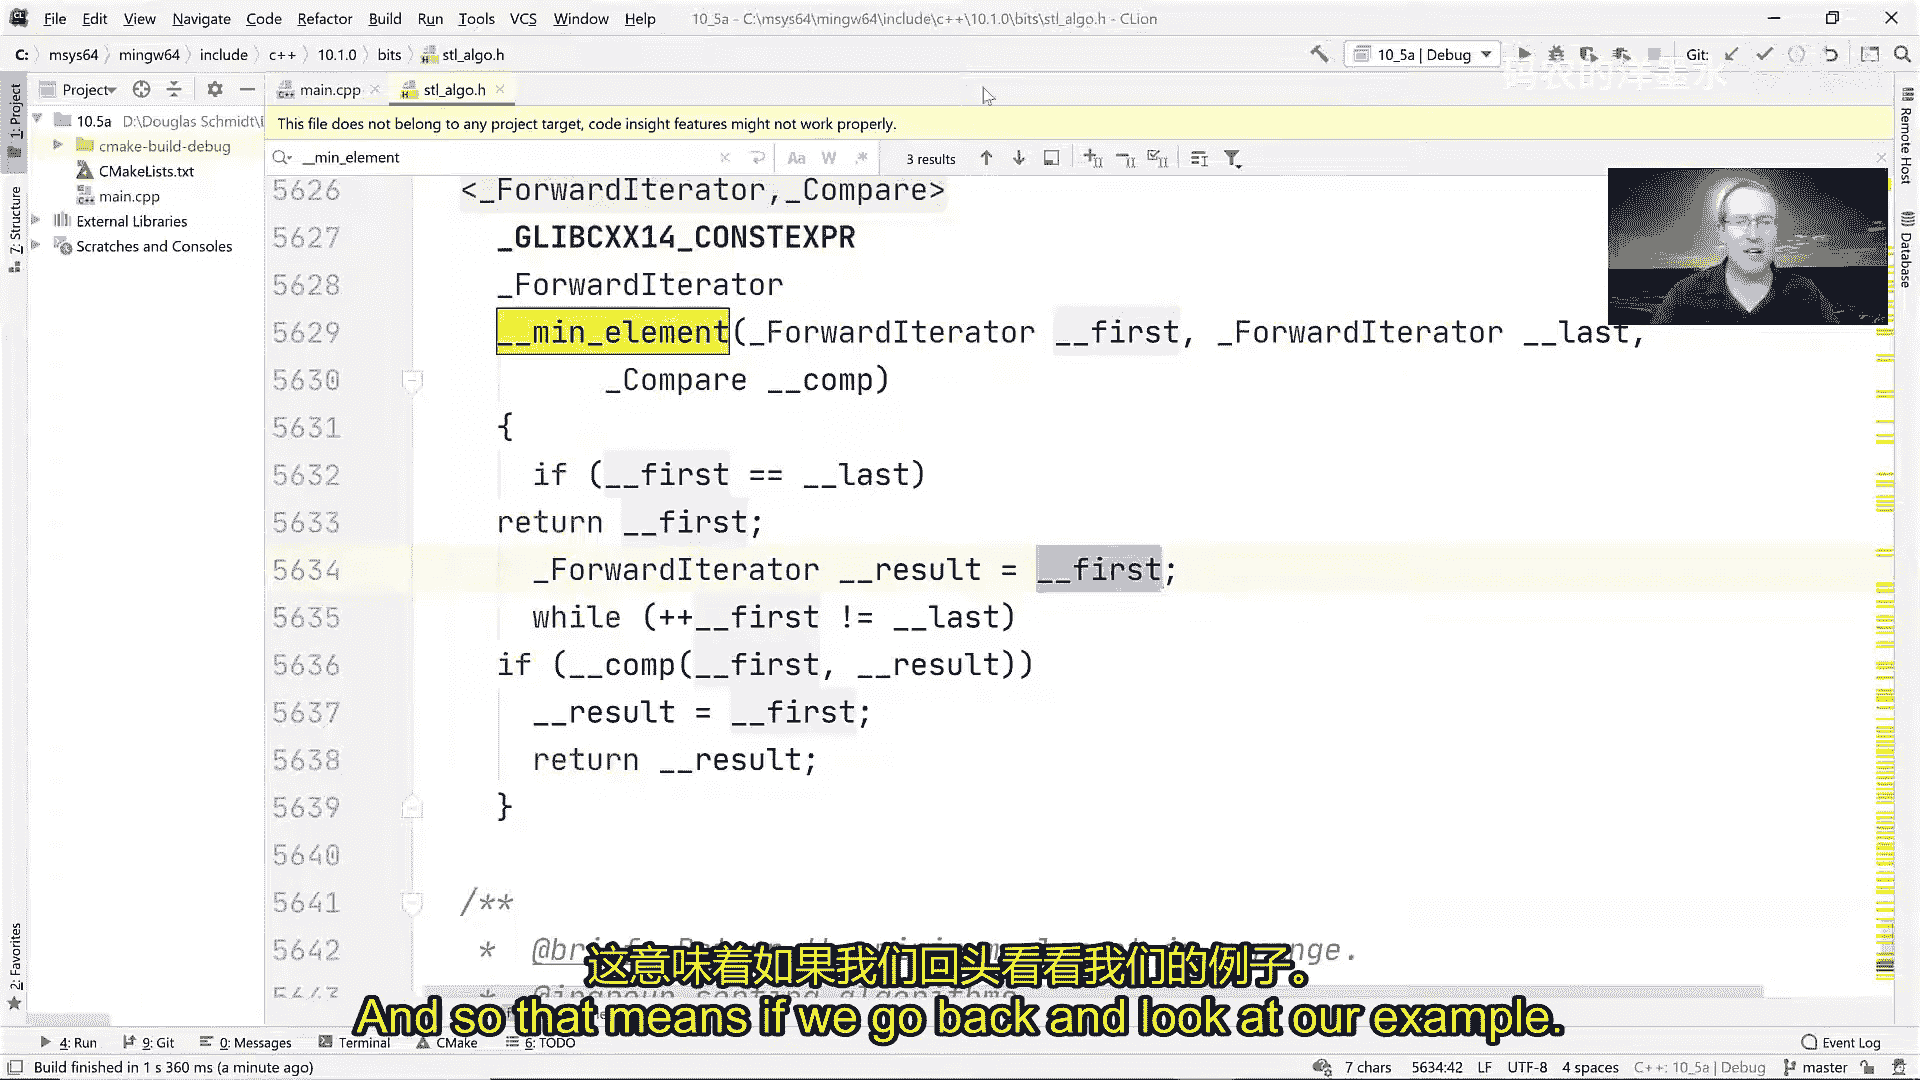 File Edit View Navigate Code Refactor Build Run Tools VCS Window Help 10_5a - C:\msys64\mingw64\include\c++\10.1.0\bits\stl_algo.h - CLion
C: msys64 mingw64 include c++ 10.1.0 bits stl_algo.h 10_5a | Debug Git:
1: Project
Project
main.cpp
stl_algo.h
10.5a D:\Douglas Schmidt\
cmake-build-debug
CMakeLists.txt
main.cpp
External Libraries
Scratches and Consoles
7: Structure
2: Favorites
Remote Host
Database
This file does not belong to any project target, code insight features might not work properly.
__min_element Aa W .* 3 results
5626 <_ForwardIterator,_Compare>
5627 _GLIBCXX14_CONSTEXPR
5628 _ForwardIterator
5629 __min_element(_ForwardIterator __first, _ForwardIterator __last,
5630 _Compare __comp)
5631 {
5632 if (__first == __last)
5633 return __first;
5634 _ForwardIterator __result = __first;
5635 while (++__first != __last)
5636 if (__comp(__first, __result))
5637 __result = __first;
5638 return __result;
5639 }
5640
5641 /**
5642 * @brief
这意味着如果我们回头看看我们的例子。
And so that means if we go back and look at our example.
4: Run 9: Git 0: Messages Terminal CMake 6: TODO Event Log
Build finished in 1 s 360 ms (a minute ago) 7 chars 5634:42 LF UTF-8 4 spaces C++: 10_5a | Debug master